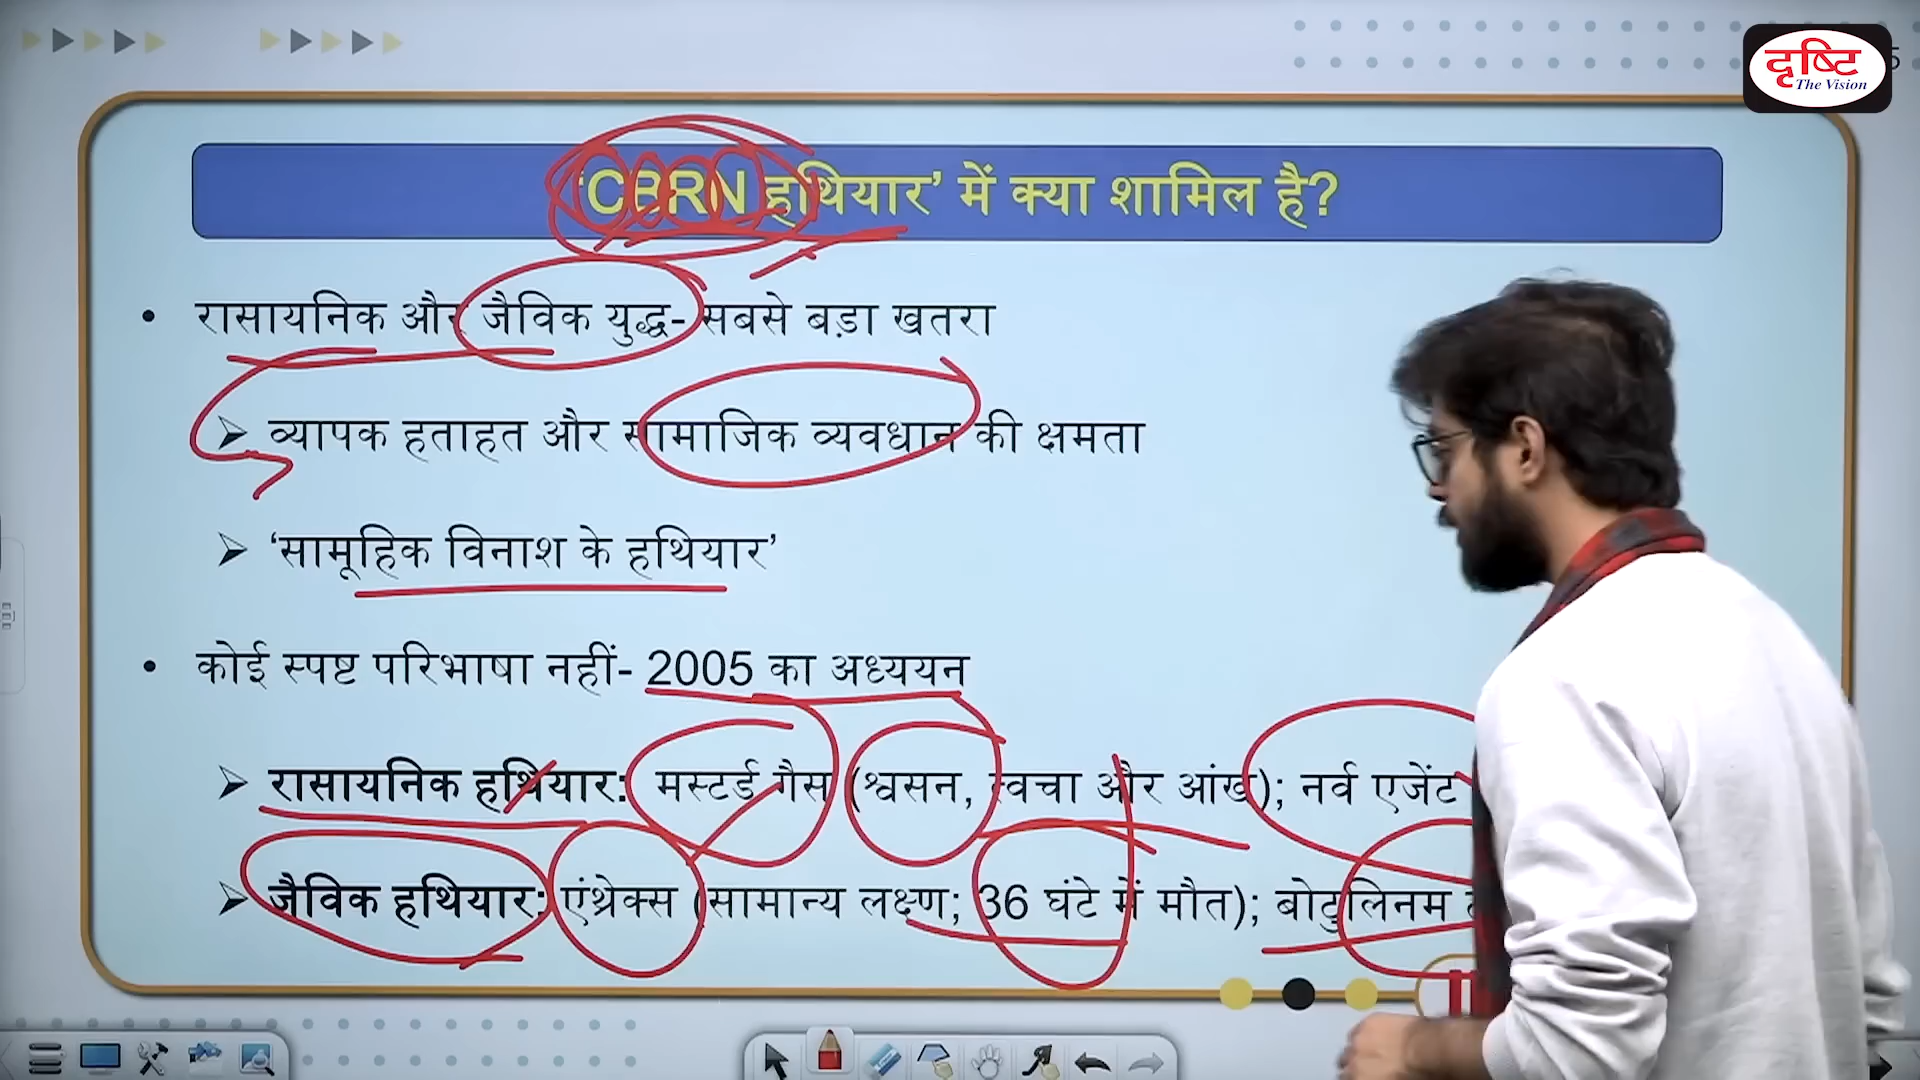 दृष्टि
The Vision
5
'CBRN हथियार' में क्या शामिल है?
• रासायनिक और जैविक युद्ध- सबसे बड़ा खतरा
➢ व्यापक हताहत और सामाजिक व्यवधान की क्षमता
➢ 'सामूहिक विनाश के हथियार'
• कोई स्पष्ट परिभाषा नहीं- 2005 का अध्ययन
➢ रासायनिक हथियार: मस्टर्ड गैस (श्वसन, त्वचा और आंख); नर्व एजेंट
➢ जैविक हथियार: एंथ्रेक्स (सामान्य लक्ष्ण; 36 घंटे में मौत); बोटुलिनम